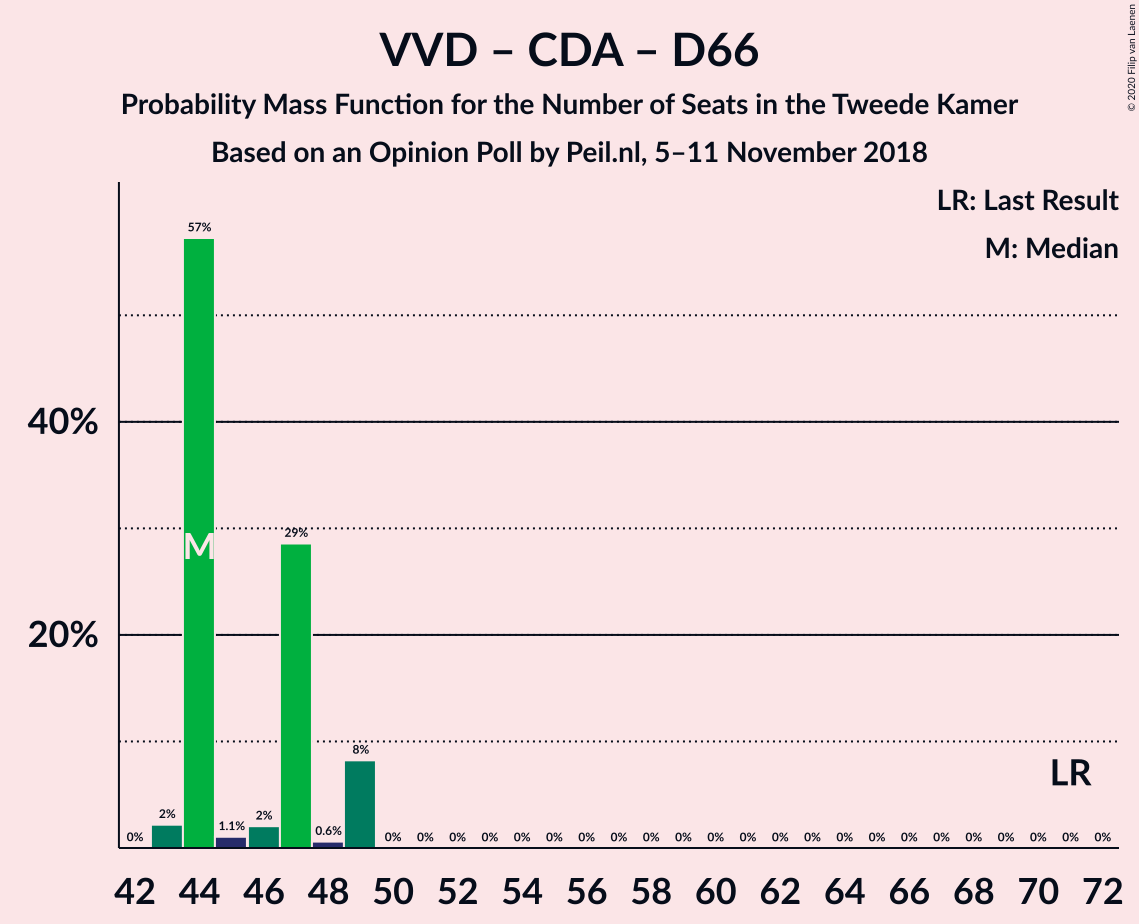 VVD – CDA – D66
Probability Mass Function for the Number of Seats in the Tweede Kamer
Based on an Opinion Poll by Peil.nl, 5–11 November 2018
© 2020 Filip van Laenen
LR: Last Result
M: Median
40%
20%
0% 2% 57% 1.1% 2% 29% 0.6% 8% 0% 0% 0% 0% 0% 0% 0% 0% 0% 0% 0% 0% 0% 0% 0% 0% 0% 0% 0% 0% 0% 0% 0%
M
LR
42 44 46 48 50 52 54 56 58 60 62 64 66 68 70 72